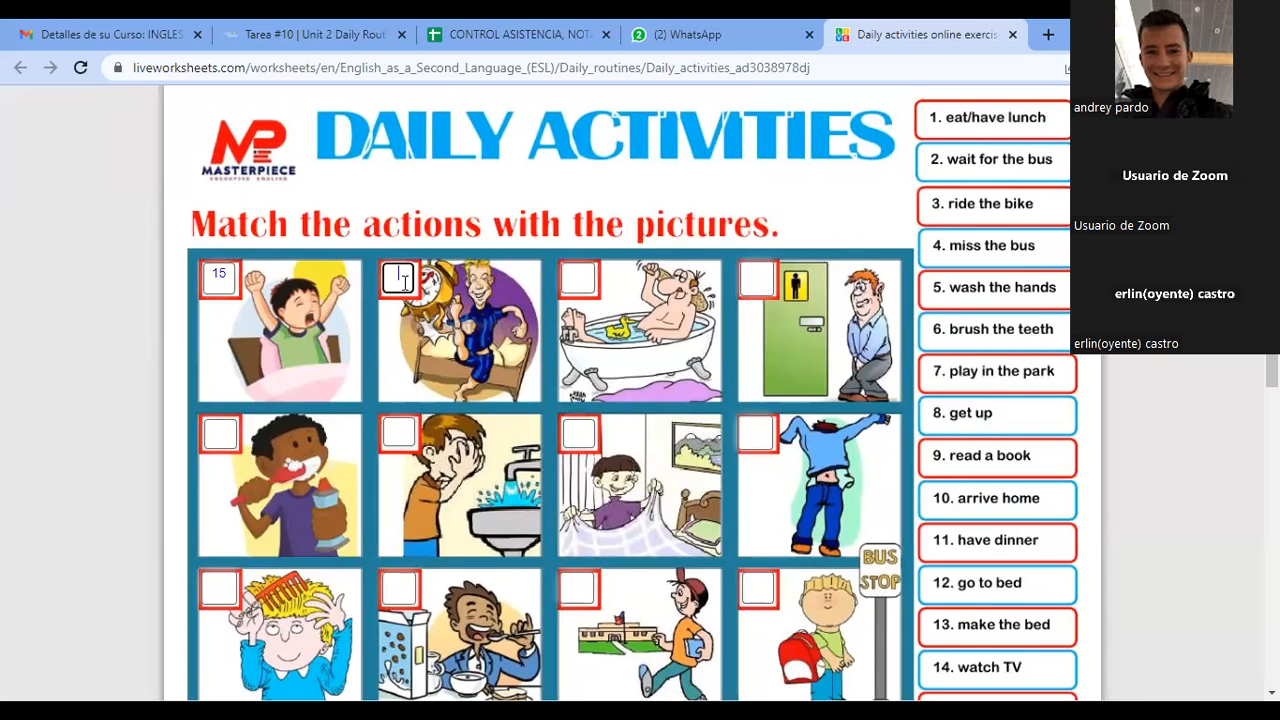 Detalles de su Curso: INGLES
Tarea #10 | Unit 2 Daily Rout
CONTROL ASISTENCIA, NOT
(2) WhatsApp
Daily activities online exercis
liveworksheets.com/worksheets/en/English_as_a_Second_Language_(ESL)/Daily_routines/Daily_activities_ad3038978dj
andrey pardo
Usuario de Zoom
Usuario de Zoom
erlin(oyente) castro
erlin(oyente) castro
MP
MASTERPIECE
DAILY ACTIVITIES
Match the actions with the pictures.
15
BUS
STOP
1. eat/have lunch
2. wait for the bus
3. ride the bike
4. miss the bus
5. wash the hands
6. brush the teeth
7. play in the park
8. get up
9. read a book
10. arrive home
11. have dinner
12. go to bed
13. make the bed
14. watch TV